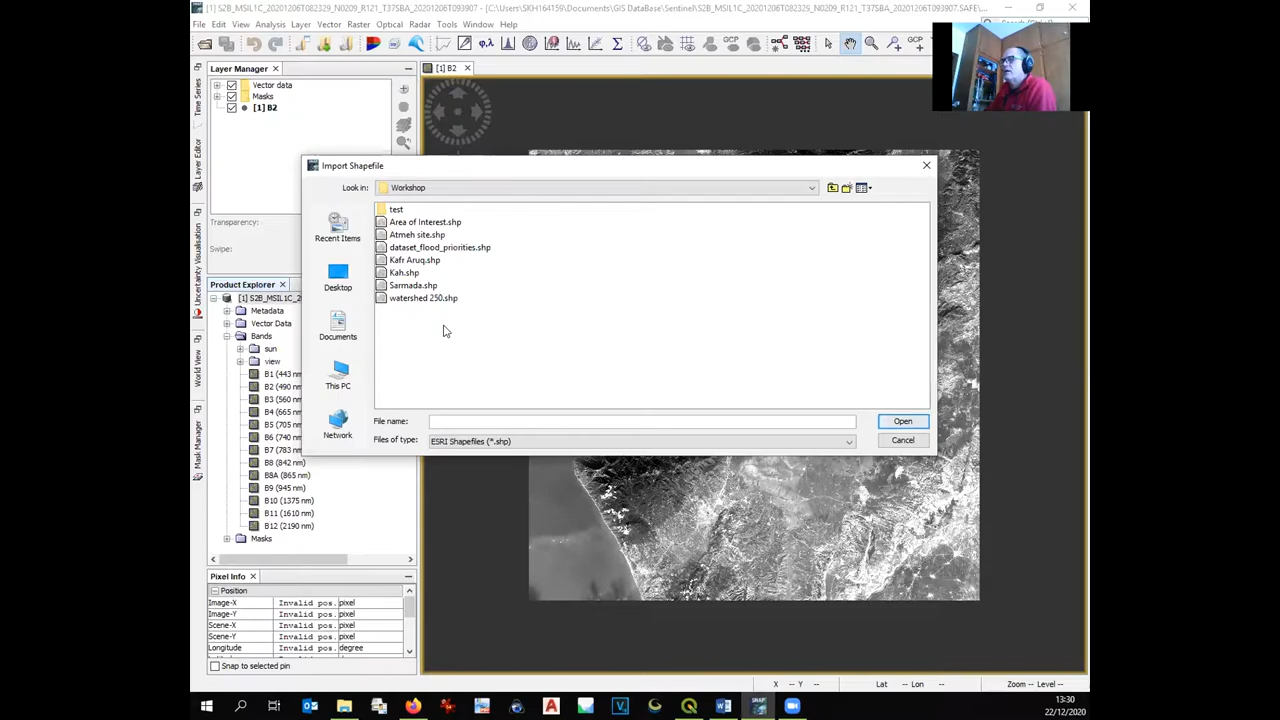 [1] S2B_MSIL1C_20201206T082329_N0209_R121_T37SBA_20201206T093907 - [C:\Users\SKH164159\Documents\GIS DataBase\Sentinel\S2B_MSIL1C_20201206T082329_N0209_R121_T37SBA_20201206T093907.SAFE
File Edit View Analysis Layer Vector Raster Optical Radar Tools Window Help
Layer Manager
[1] B2
Vector data
Masks
[1] B2
Time Series
Layer Editor
Uncertainty Visualisation
World View
Mask Manager
Transparency:
Swipe:
Import Shapefile
Look in:
Workshop
Recent Items
Desktop
Documents
This PC
Network
test
Area of Interest.shp
Atmeh site.shp
dataset_flood_priorities.shp
Kafr Aruq.shp
Kah.shp
Sarmada.shp
watershed 250.shp
File name:
Open
Files of type:
ESRI Shapefiles (*.shp)
Cancel
Product Explorer
[1] S2B_MSIL1C_2
Metadata
Vector Data
Bands
sun
view
B1 (443 nm
B2 (490 nm
B3 (560 nm
B4 (665 nm
B5 (705 nm
B6 (740 nm
B7 (783 nm
B8 (842 nm)
B8A (865 nm)
B9 (945 nm)
B10 (1375 nm)
B11 (1610 nm)
B12 (2190 nm)
Masks
Pixel Info
Position
Image-X Invalid pos. pixel
Image-Y Invalid pos. pixel
Scene-X Invalid pos. pixel
Scene-Y Invalid pos. pixel
Longitude Invalid pos. degree
Snap to selected pin
X -- Y -- Lat -- Lon -- Zoom -- Level --
13:30
22/12/2020